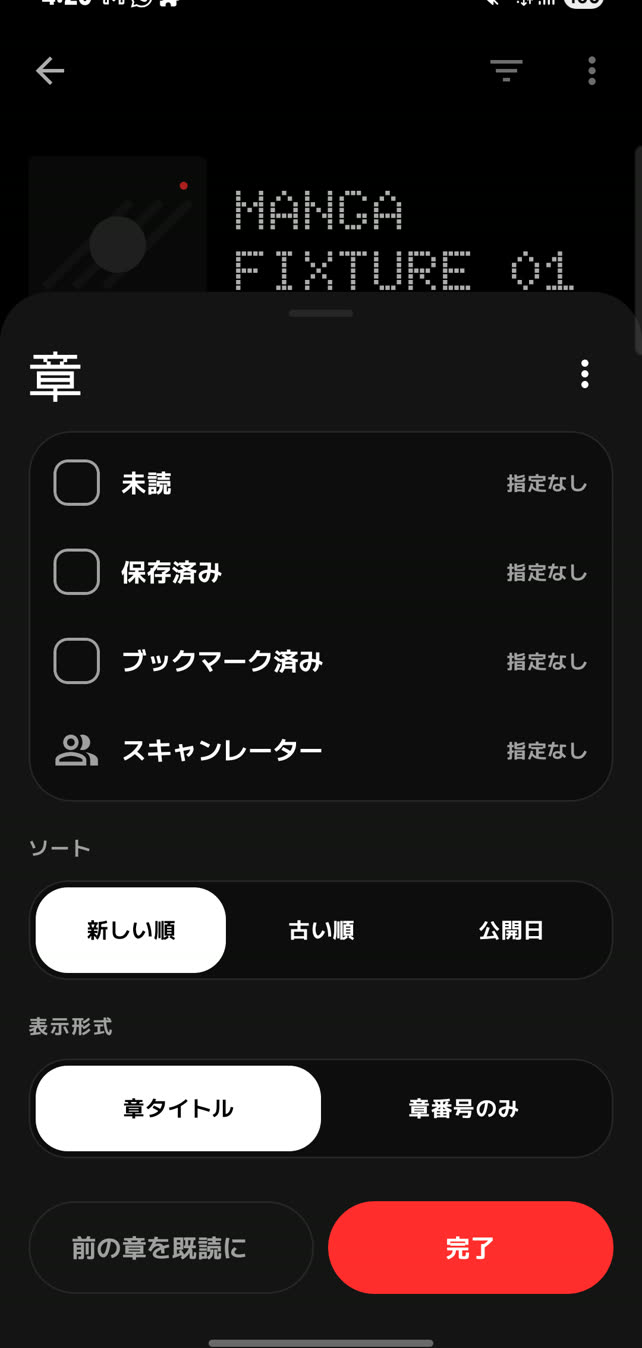 MANGA
FIXTURE 01
章
未読 指定なし
保存済み 指定なし
ブックマーク済み 指定なし
スキャンレーター 指定なし
ソート
新しい順 古い順 公開日
表示形式
章タイトル 章番号のみ
前の章を既読に 完了